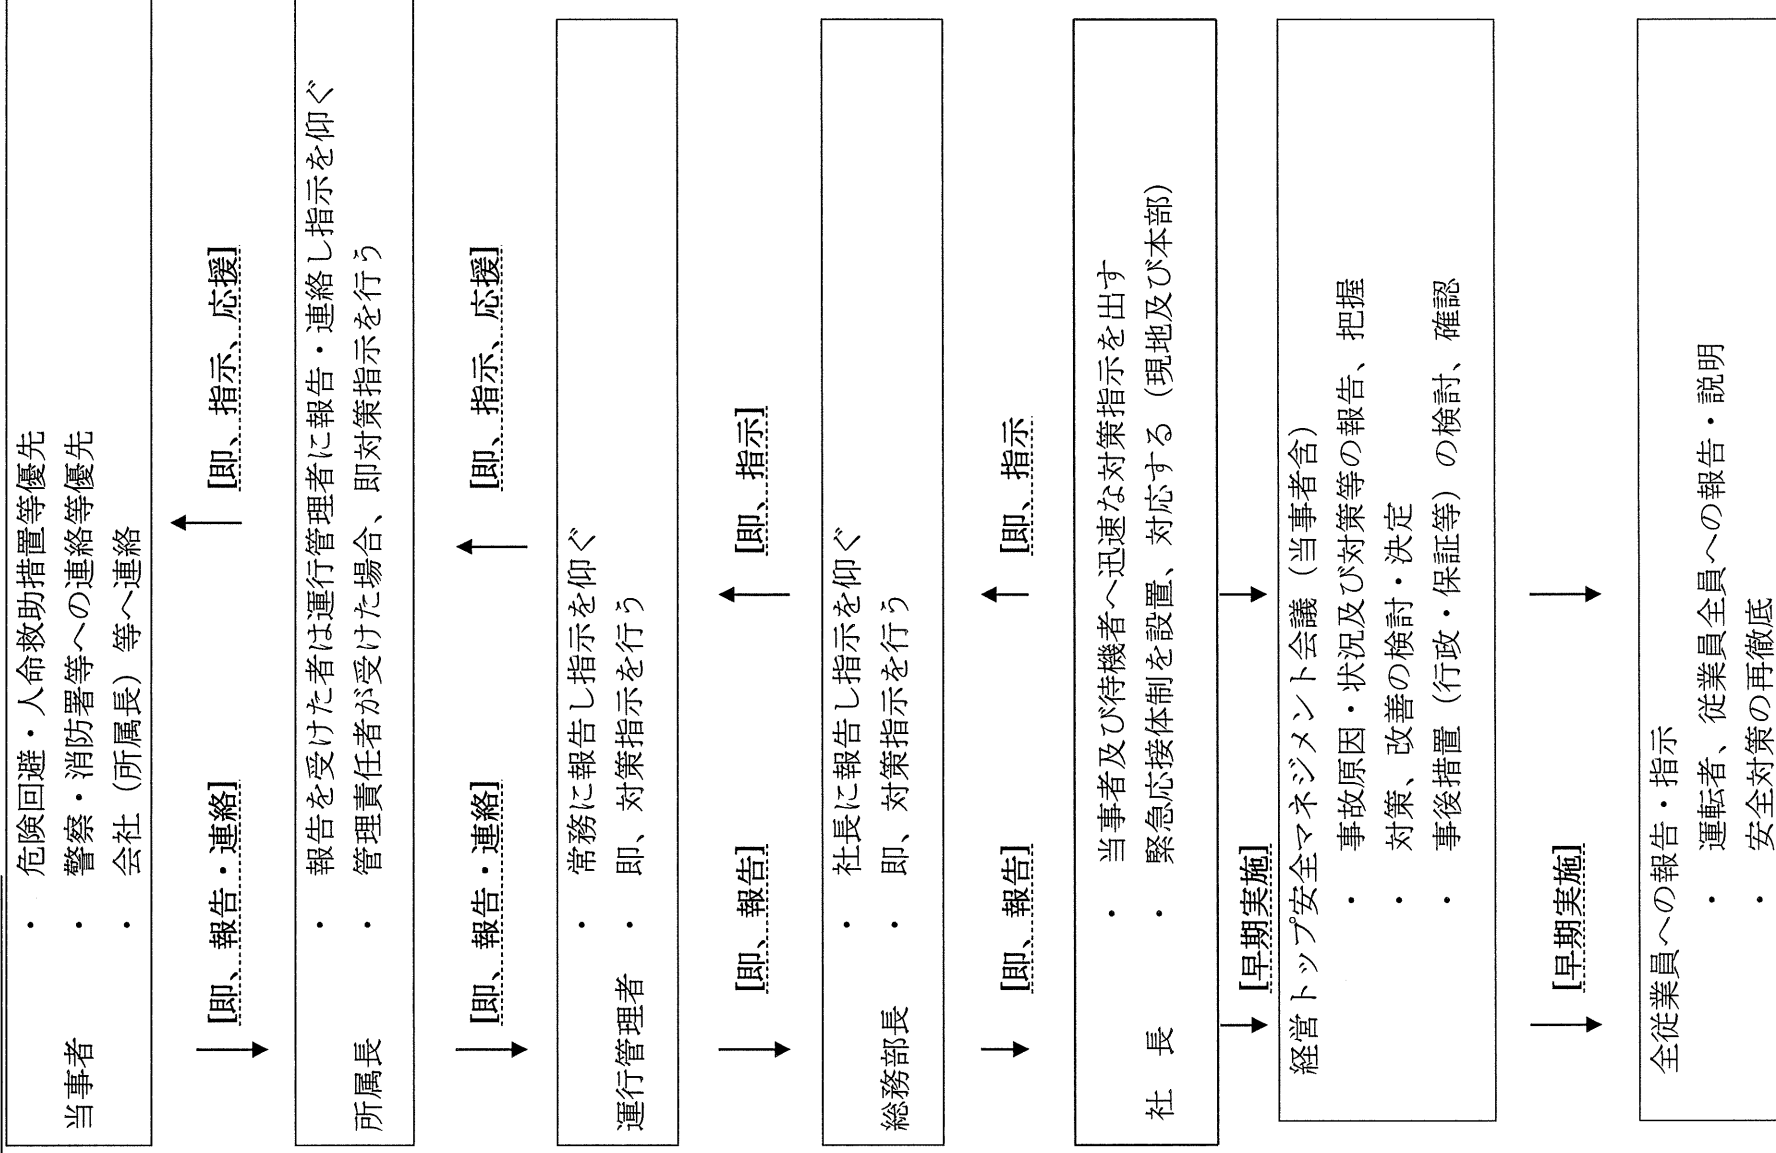 ・ 危険回避・人命救助措置等優先
当事者 ・ 警察・消防署等への連絡等優先
・ 会社（所属長）等へ連絡
[即、報告・連絡] [即、指示、応援]
・ 報告を受けた者は運行管理者に報告・連絡し指示を仰ぐ
所属長 ・ 管理責任者が受けた場合、即対策指示を行う
[即、報告・連絡] [即、指示、応援]
・ 常務に報告し指示を仰ぐ
運行管理者 ・ 即、対策指示を行う
[即、報告] [即、指示]
・ 社長に報告し指示を仰ぐ
総務部長 ・ 即、対策指示を行う
[即、報告] [即、指示
・ 当事者及び待機者へ迅速な対策指示を出す
社 長 ・ 緊急応接体制を設置、対応する（現地及び本部）
[早期実施]
経営トップ安全マネジメント会議（当事者含）
・ 事故原因・状況及び対策等の報告、把握
・ 対策、改善の検討・決定
・ 事後措置（行政・保証等）の検討、確認
[早期実施]
全従業員への報告・指示
・ 運転者、従業員全員への報告・説明
・ 安全対策の再徹底